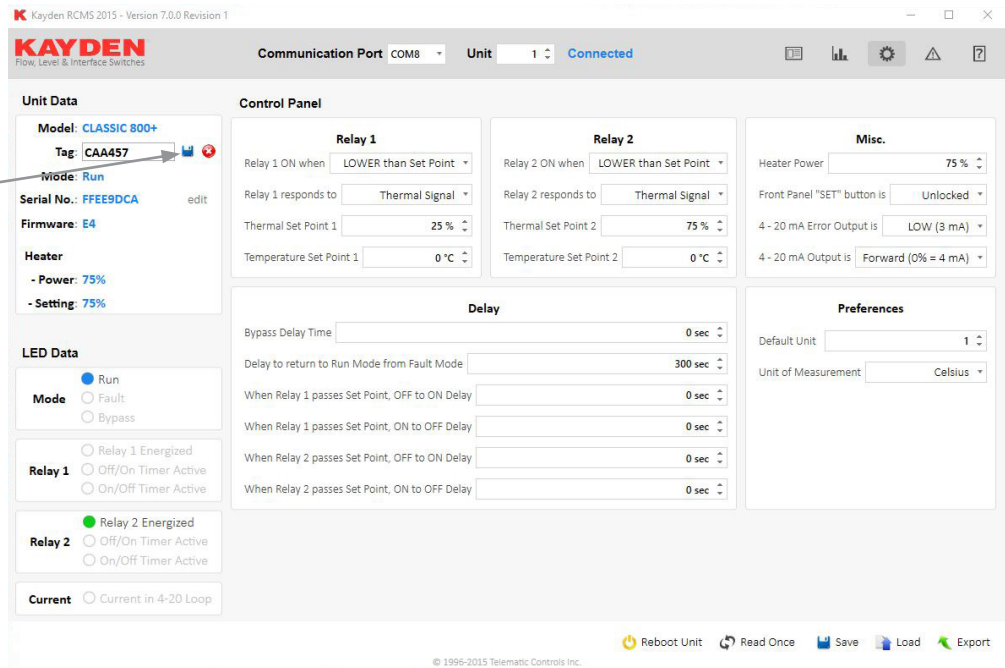 Kayden RCMS 2015 - Version 7.0.0 Revision 1
KAYDEN
Flow, Level & Interface Switches
Communication Port COM8 Unit 1 Connected
Unit Data
Model: CLASSIC 800+
Tag: CAA457
Mode: Run
Serial No.: FFEE9DCA edit
Firmware: E4
Heater
- Power: 75%
- Setting: 75%
LED Data
Mode
Run
Fault
Bypass
Relay 1
Relay 1 Energized
Off/On Timer Active
On/Off Timer Active
Relay 2
Relay 2 Energized
Off/On Timer Active
On/Off Timer Active
Current Current in 4-20 Loop
Control Panel
Relay 1
Relay 1 ON when LOWER than Set Point
Relay 1 responds to Thermal Signal
Thermal Set Point 1 25 %
Temperature Set Point 1 0 °C
Relay 2
Relay 2 ON when LOWER than Set Point
Relay 2 responds to Thermal Signal
Thermal Set Point 2 75 %
Temperature Set Point 2 0 °C
Misc.
Heater Power 75 %
Front Panel "SET" button is Unlocked
4 - 20 mA Error Output is LOW (3 mA)
4 - 20 mA Output is Forward (0% = 4 mA)
Delay
Bypass Delay Time 0 sec
Delay to return to Run Mode from Fault Mode 300 sec
When Relay 1 passes Set Point, OFF to ON Delay 0 sec
When Relay 1 passes Set Point, ON to OFF Delay 0 sec
When Relay 2 passes Set Point, OFF to ON Delay 0 sec
When Relay 2 passes Set Point, ON to OFF Delay 0 sec
Preferences
Default Unit 1
Unit of Measurement Celsius
Reboot Unit Read Once Save Load Export
© 1996-2015 Telematic Controls Inc.